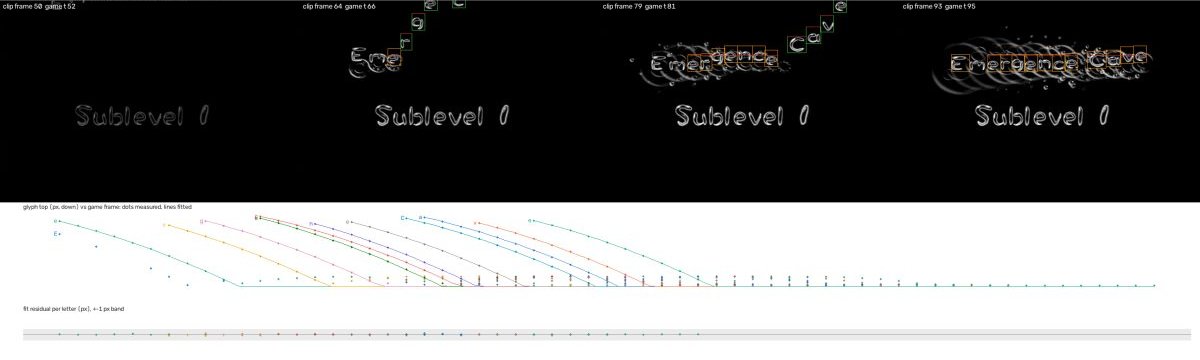 clip frame 50 game t 52
clip frame 64 game t 66
clip frame 79 game t 81
clip frame 93 game t 95
Eme
r
g
e
Emergence
C
a
v
e
Emergence Cave
Sublevel 1
Sublevel 1
Sublevel 1
Sublevel 1
glyph top (px, down) vs game frame: dots measured, lines fitted
fit residual per letter (px), +-1 px band